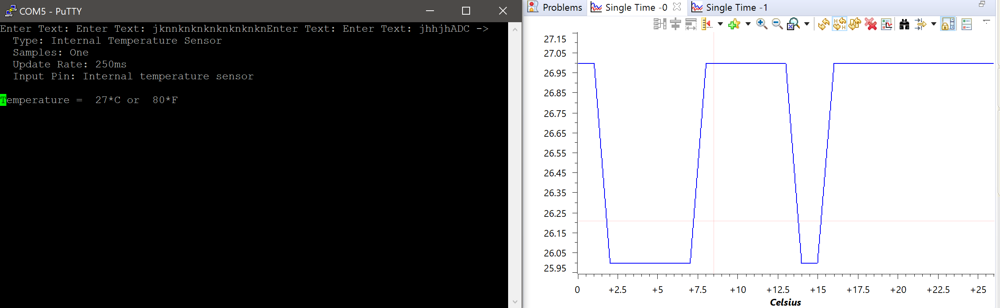 COM5 - PuTTY
Enter Text: Enter Text: jknnknknknknknknknEnter Text: Enter Text: jhhjhADC ->
Type: Internal Temperature Sensor
Samples: One
Update Rate: 250ms
Input Pin: Internal temperature sensor
Temperature =  27*C or  80*F
Problems
Single Time -0
Single Time -1
27.15
27.05
26.95
26.85
26.75
26.65
26.55
26.45
26.35
26.25
26.15
26.05
25.95
0 +2.5 +5 +7.5 +10 +12.5 +15 +17.5 +20 +22.5 +25
Celsius